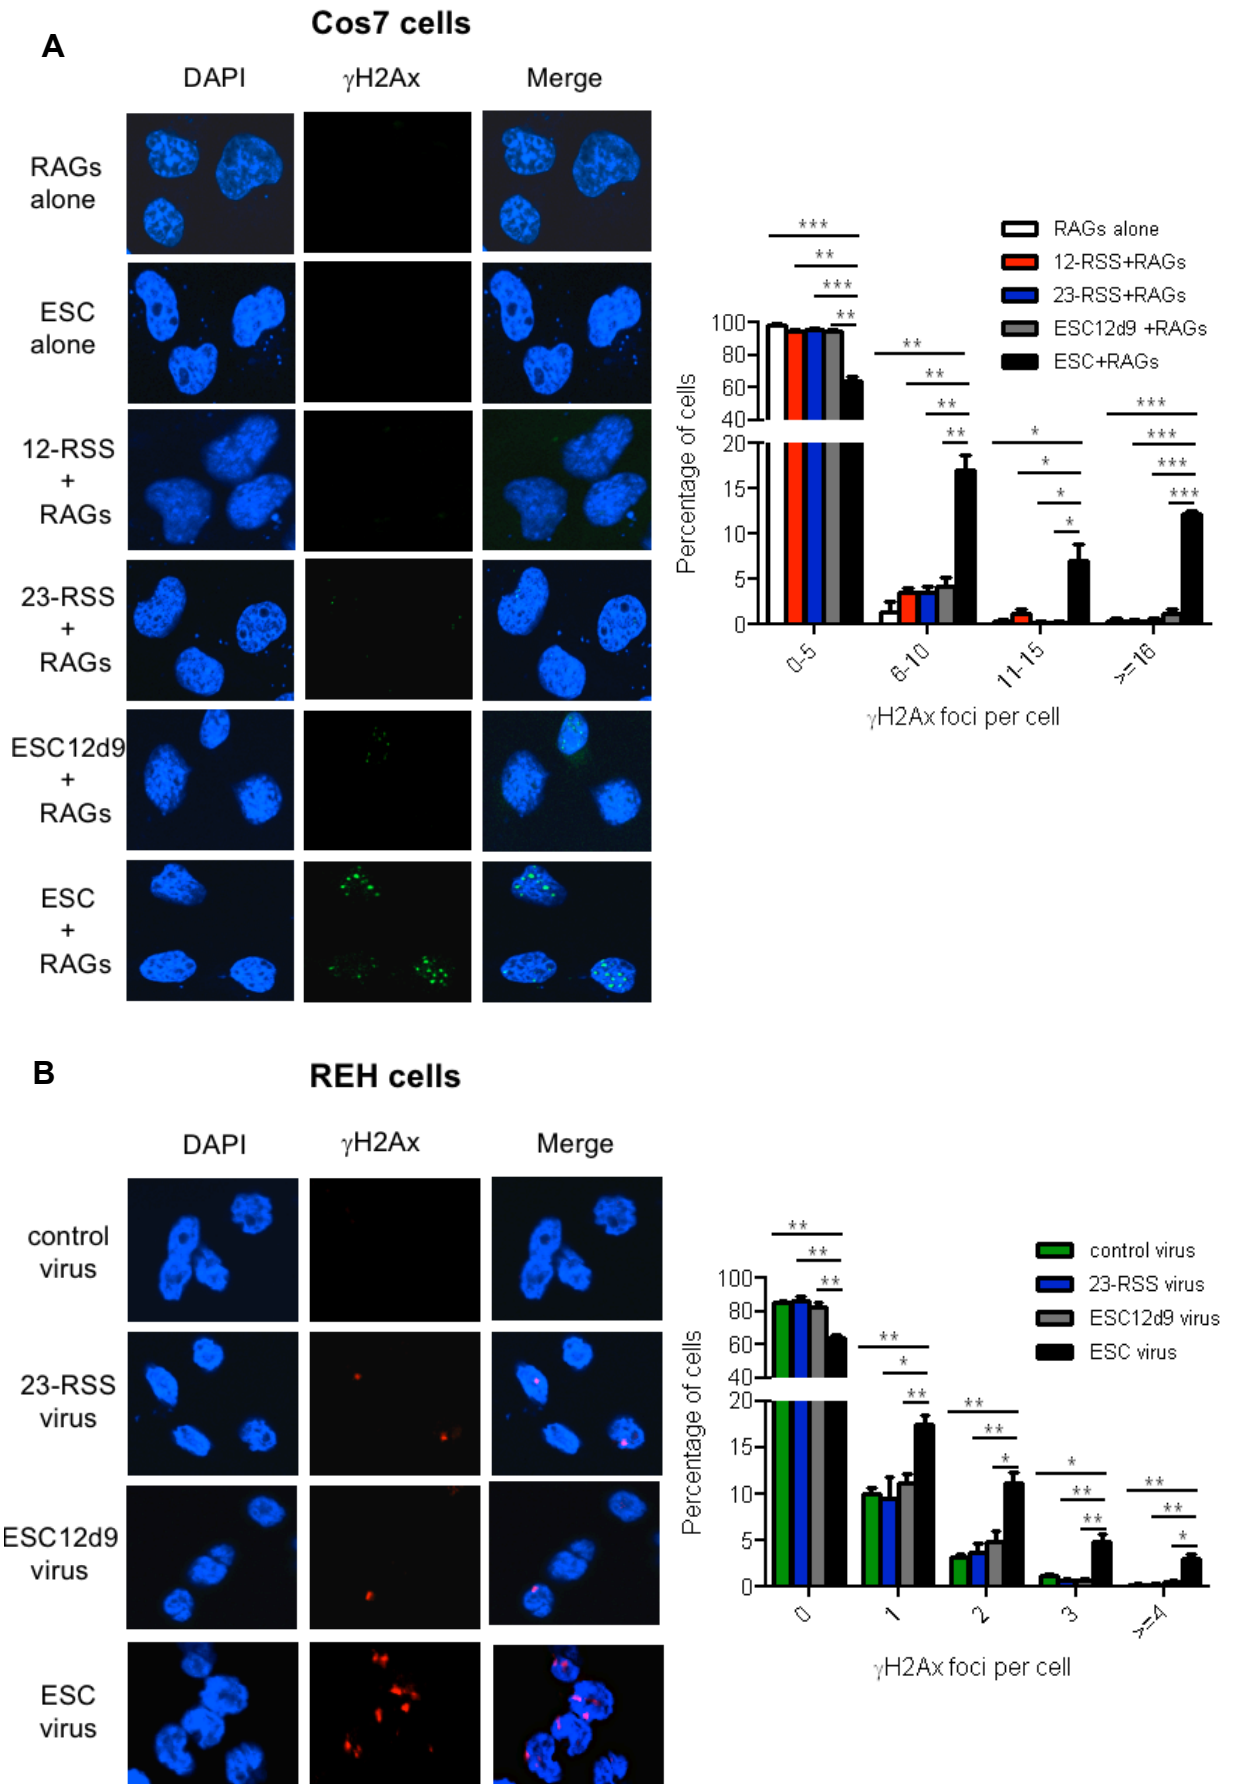 Cos7 cells
A
DAPI
γH2Ax
Merge
RAGs
alone
ESC
alone
12-RSS
+
RAGs
23-RSS
+
RAGs
ESC12d9
+
RAGs
ESC
+
RAGs
RAGs alone
12-RSS+RAGs
23-RSS+RAGs
ESC12d9 +RAGs
ESC+RAGs
***
**
***
**
**
**
**
**
*
*
*
*
***
***
***
***
Percentage of cells
100
80
60
40
20
15
10
5
0
0-5
6-10
11-15
>=16
γH2Ax foci per cell
B
REH cells
DAPI
γH2Ax
Merge
control
virus
23-RSS
virus
ESC12d9
virus
ESC
virus
control virus
23-RSS virus
ESC12d9 virus
ESC virus
**
**
**
**
*
**
**
**
*
*
**
**
**
**
*
Percentage of cells
100
80
60
40
20
15
10
5
0
0
1
2
3
>=4
γH2Ax foci per cell